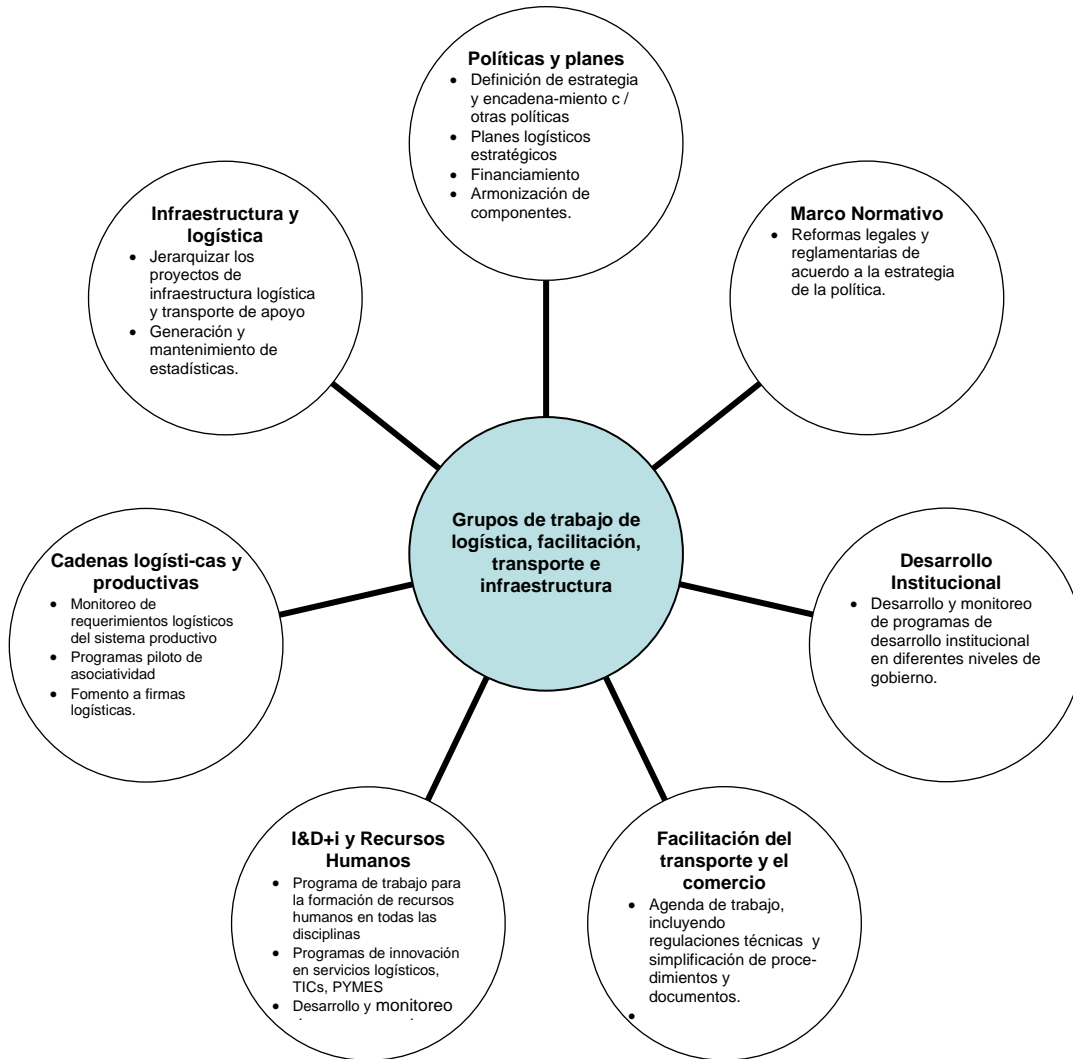 Políticas y planes
• Definición de estrategia
y encadena-miento c /
otras políticas
• Planes logísticos
estratégicos
• Financiamiento
• Armonización de
componentes.
Infraestructura y
logística
• Jerarquizar los
proyectos de
infraestructura logística
y transporte de apoyo
• Generación y
mantenimiento de
estadísticas.
Marco Normativo
• Reformas legales y
reglamentarias de
acuerdo a la estrategia
de la política.
Grupos de trabajo de
logística, facilitación,
transporte e
infraestructura
Cadenas logísti-cas y
productivas
• Monitoreo de
requerimientos logísticos
del sistema productivo
• Programas piloto de
asociatividad
• Fomento a firmas
logísticas.
Desarrollo
Institucional
• Desarrollo y monitoreo
de programas de
desarrollo institucional
en diferentes niveles de
gobierno.
I&D+i y Recursos
Humanos
• Programa de trabajo para
la formación de recursos
humanos en todas las
disciplinas
• Programas de innovación
en servicios logísticos,
TICs, PYMES
• Desarrollo y monitoreo
Facilitación del
transporte y el
comercio
• Agenda de trabajo,
incluyendo
regulaciones técnicas y
simplificación de proce-
dimientos y
documentos.
•